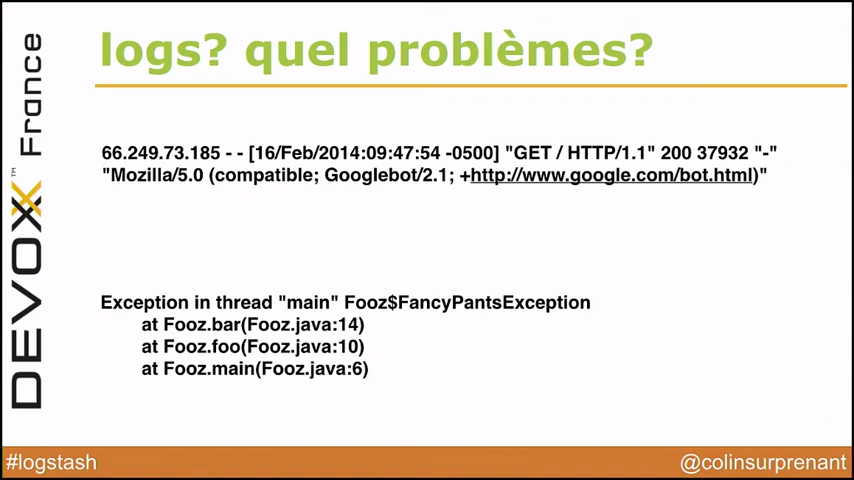 logs? quel problèmes?
DEVOXX™ France
66.249.73.185 - - [16/Feb/2014:09:47:54 -0500] "GET / HTTP/1.1" 200 37932 "-"
"Mozilla/5.0 (compatible; Googlebot/2.1; +http://www.google.com/bot.html)"
Exception in thread "main" Fooz$FancyPantsException
at Fooz.bar(Fooz.java:14)
at Fooz.foo(Fooz.java:10)
at Fooz.main(Fooz.java:6)
#logstash
@colinsurprenant